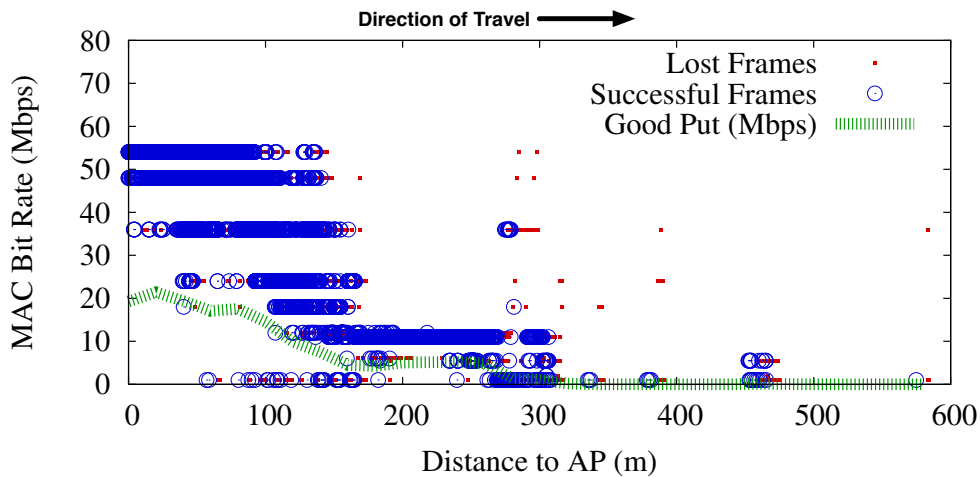 Direction of Travel
80
70
60
50
40
30
20
10
0
MAC Bit Rate (Mbps)
Lost Frames
Successful Frames
Good Put (Mbps)
0 100 200 300 400 500 600
Distance to AP (m)